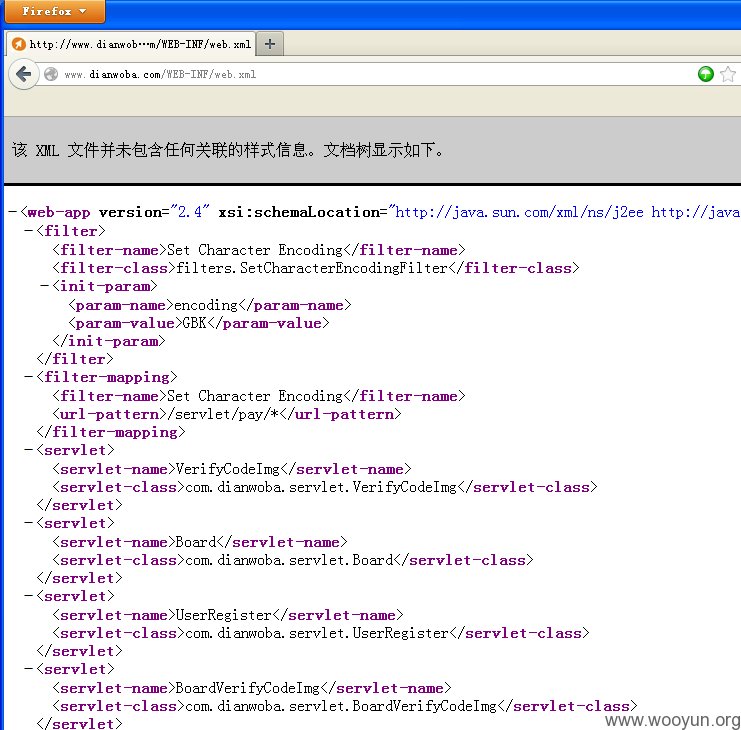 Firefox
http://www.dianwob···m/WEB-INF/web.xml
www.dianwoba.com/WEB-INF/web.xml
该 XML 文件并未包含任何关联的样式信息。文档树显示如下。
−<web-app version="2.4" xsi:schemaLocation="http://java.sun.com/xml/ns/j2ee http://java
−<filter>
<filter-name>Set Character Encoding</filter-name>
<filter-class>filters.SetCharacterEncodingFilter</filter-class>
−<init-param>
<param-name>encoding</param-name>
<param-value>GBK</param-value>
</init-param>
</filter>
−<filter-mapping>
<filter-name>Set Character Encoding</filter-name>
<url-pattern>/servlet/pay/*</url-pattern>
</filter-mapping>
−<servlet>
<servlet-name>VerifyCodeImg</servlet-name>
<servlet-class>com.dianwoba.servlet.VerifyCodeImg</servlet-class>
</servlet>
−<servlet>
<servlet-name>Board</servlet-name>
<servlet-class>com.dianwoba.servlet.Board</servlet-class>
</servlet>
−<servlet>
<servlet-name>UserRegister</servlet-name>
<servlet-class>com.dianwoba.servlet.UserRegister</servlet-class>
</servlet>
−<servlet>
<servlet-name>BoardVerifyCodeImg</servlet-name>
<servlet-class>com.dianwoba.servlet.BoardVerifyCodeImg</servlet-class>
</servlet>
www.wooyun.org